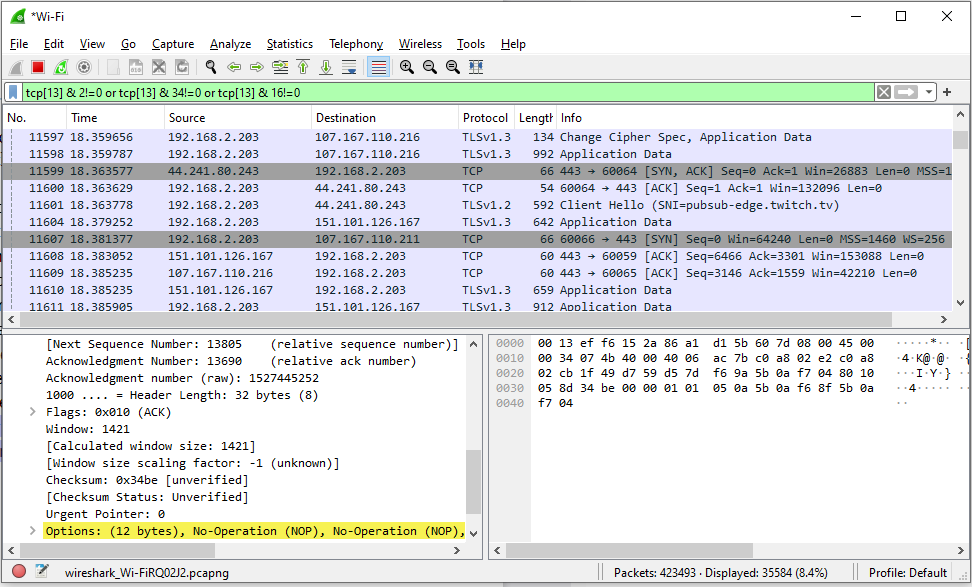 *Wi-Fi
File Edit View Go Capture Analyze Statistics Telephony Wireless Tools Help
tcp[13] & 2!=0 or tcp[13] & 34!=0 or tcp[13] & 16!=0
No. Time Source Destination Protocol Length Info
11597 18.359656 192.168.2.203 107.167.110.216 TLSv1.3 134 Change Cipher Spec, Application Data
11598 18.359787 192.168.2.203 107.167.110.216 TLSv1.3 992 Application Data
11599 18.363577 44.241.80.243 192.168.2.203 TCP 66 443 → 60064 [SYN, ACK] Seq=0 Ack=1 Win=26883 Len=0 MSS=1
11600 18.363629 192.168.2.203 44.241.80.243 TCP 54 60064 → 443 [ACK] Seq=1 Ack=1 Win=132096 Len=0
11601 18.363778 192.168.2.203 44.241.80.243 TLSv1.2 592 Client Hello (SNI=pubsub-edge.twitch.tv)
11604 18.379252 192.168.2.203 151.101.126.167 TLSv1.3 642 Application Data
11607 18.381377 192.168.2.203 107.167.110.211 TCP 66 60066 → 443 [SYN] Seq=0 Win=64240 Len=0 MSS=1460 WS=256
11608 18.383052 151.101.126.167 192.168.2.203 TCP 60 443 → 60059 [ACK] Seq=6466 Ack=3301 Win=153088 Len=0
11609 18.385235 107.167.110.216 192.168.2.203 TCP 60 443 → 60065 [ACK] Seq=3146 Ack=1559 Win=42210 Len=0
11610 18.385235 151.101.126.167 192.168.2.203 TLSv1.3 659 Application Data
11611 18.385905 192.168.2.203 151.101.126.167 TLSv1.3 912 Application Data
[Next Sequence Number: 13805 (relative sequence number)]
Acknowledgment Number: 13690 (relative ack number)
Acknowledgment number (raw): 1527445252
1000 .... = Header Length: 32 bytes (8)
Flags: 0x010 (ACK)
Window: 1421
[Calculated window size: 1421]
[Window size scaling factor: -1 (unknown)]
Checksum: 0x34be [unverified]
[Checksum Status: Unverified]
Urgent Pointer: 0
Options: (12 bytes), No-Operation (NOP), No-Operation (NOP),
0000 00 13 ef f6 15 2a 86 a1 d1 5b 60 7d 08 00 45 00 ·····*·· ·[
0010 00 34 07 4b 40 00 40 06 ac 7b c0 a8 02 e2 c0 a8 ·4·K@·@· ·{
0020 02 cb 1f 49 d7 59 5d 7d f6 9a 5b 0a f7 04 80 10 ···I·Y]} ··
0030 05 8d 34 be 00 00 01 01 05 0a 5b 0a f6 8f 5b 0a ··4····· ··
0040 f7 04 ··
wireshark_Wi-FiRQ02J2.pcapng
Packets: 423493 · Displayed: 35584 (8.4%)
Profile: Default